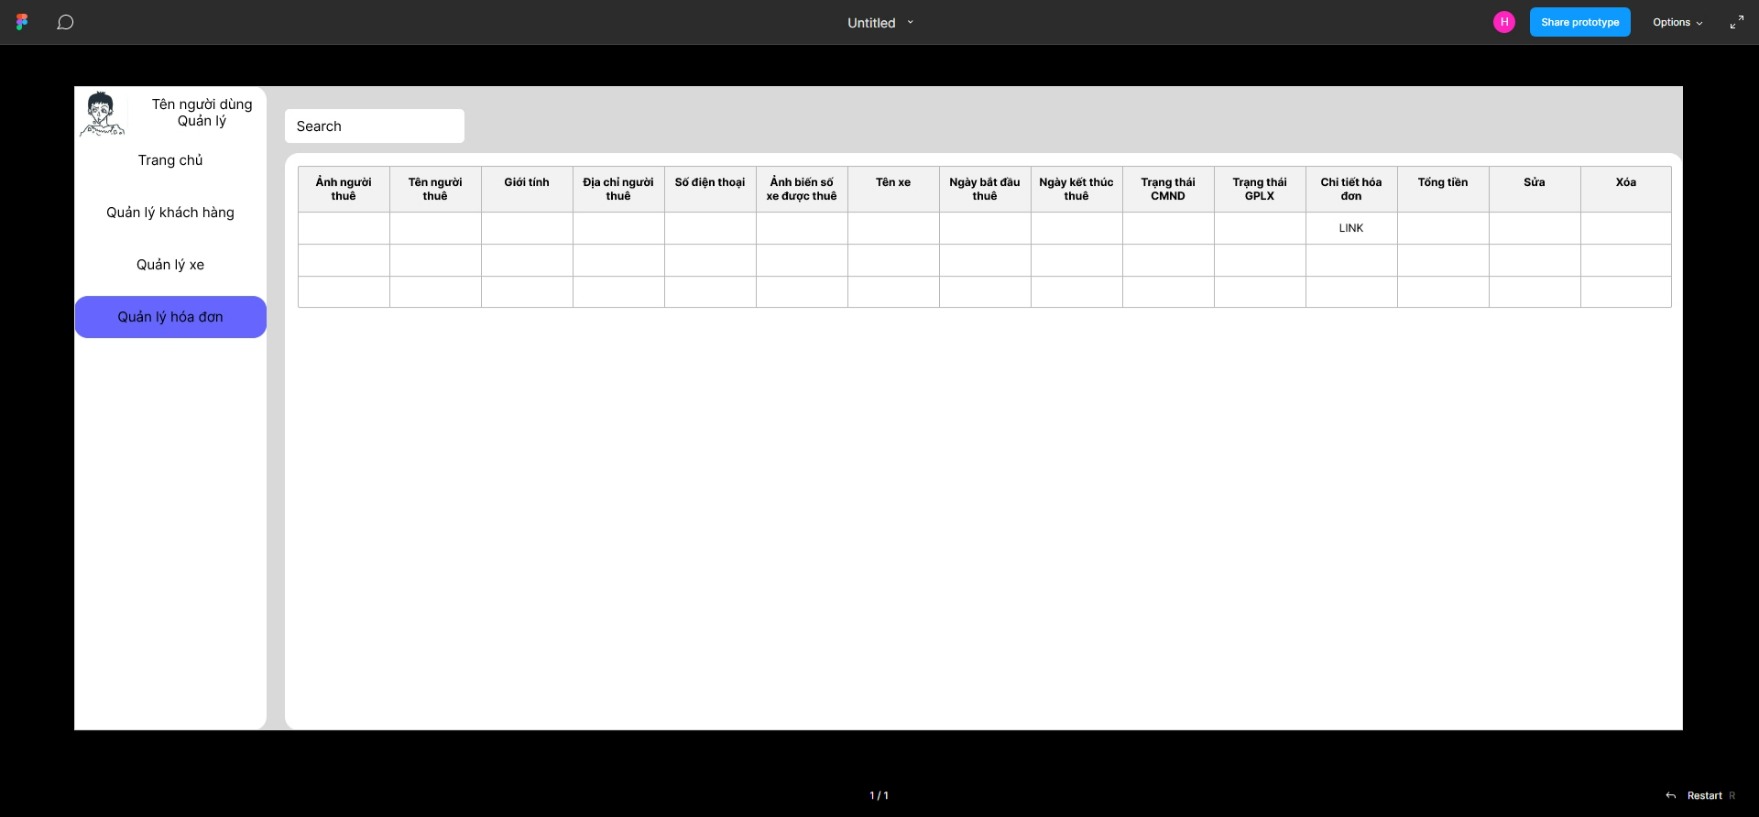 Untitled
H
Share prototype
Options
Tên người dùng
Quản lý
Trang chủ
Quản lý khách hàng
Quản lý xe
Quản lý hóa đơn
Search
Ảnh người
thuê
Tên người
thuê
Giới tính
Địa chỉ người
thuê
Số điện thoại
Ảnh biến số
xe được thuê
Tên xe
Ngày bắt đầu
thuê
Ngày kết thúc
thuê
Trạng thái
CMND
Trạng thái
GPLX
Chi tiết hóa
đơn
Tổng tiền
Sửa
Xóa
LINK
1 / 1
Restart R